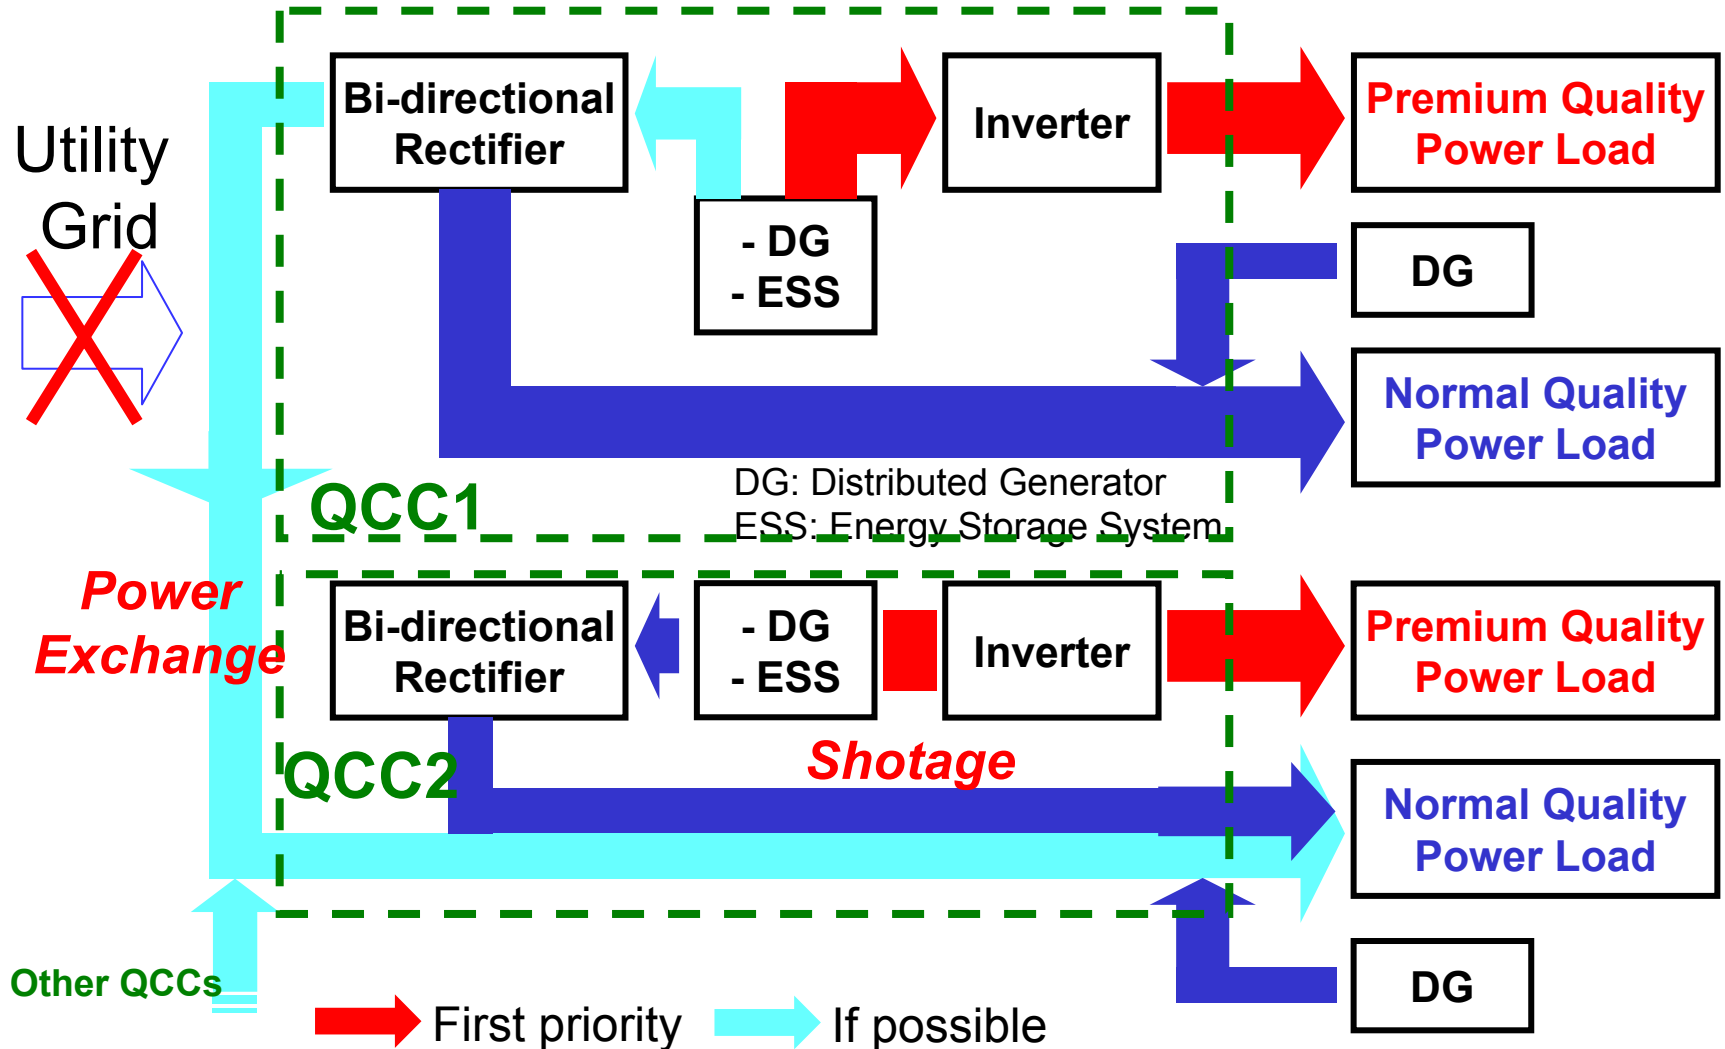 Utility
Grid
Bi-directional
Rectifier
Inverter
Premium Quality
Power Load
- DG
- ESS
DG
Normal Quality
Power Load
QCC1
DG: Distributed Generator
ESS: Energy Storage System
Power
Exchange
Bi-directional
Rectifier
- DG
- ESS
Inverter
Premium Quality
Power Load
QCC2
Shotage
Normal Quality
Power Load
DG
Other QCCs
First priority
If possible